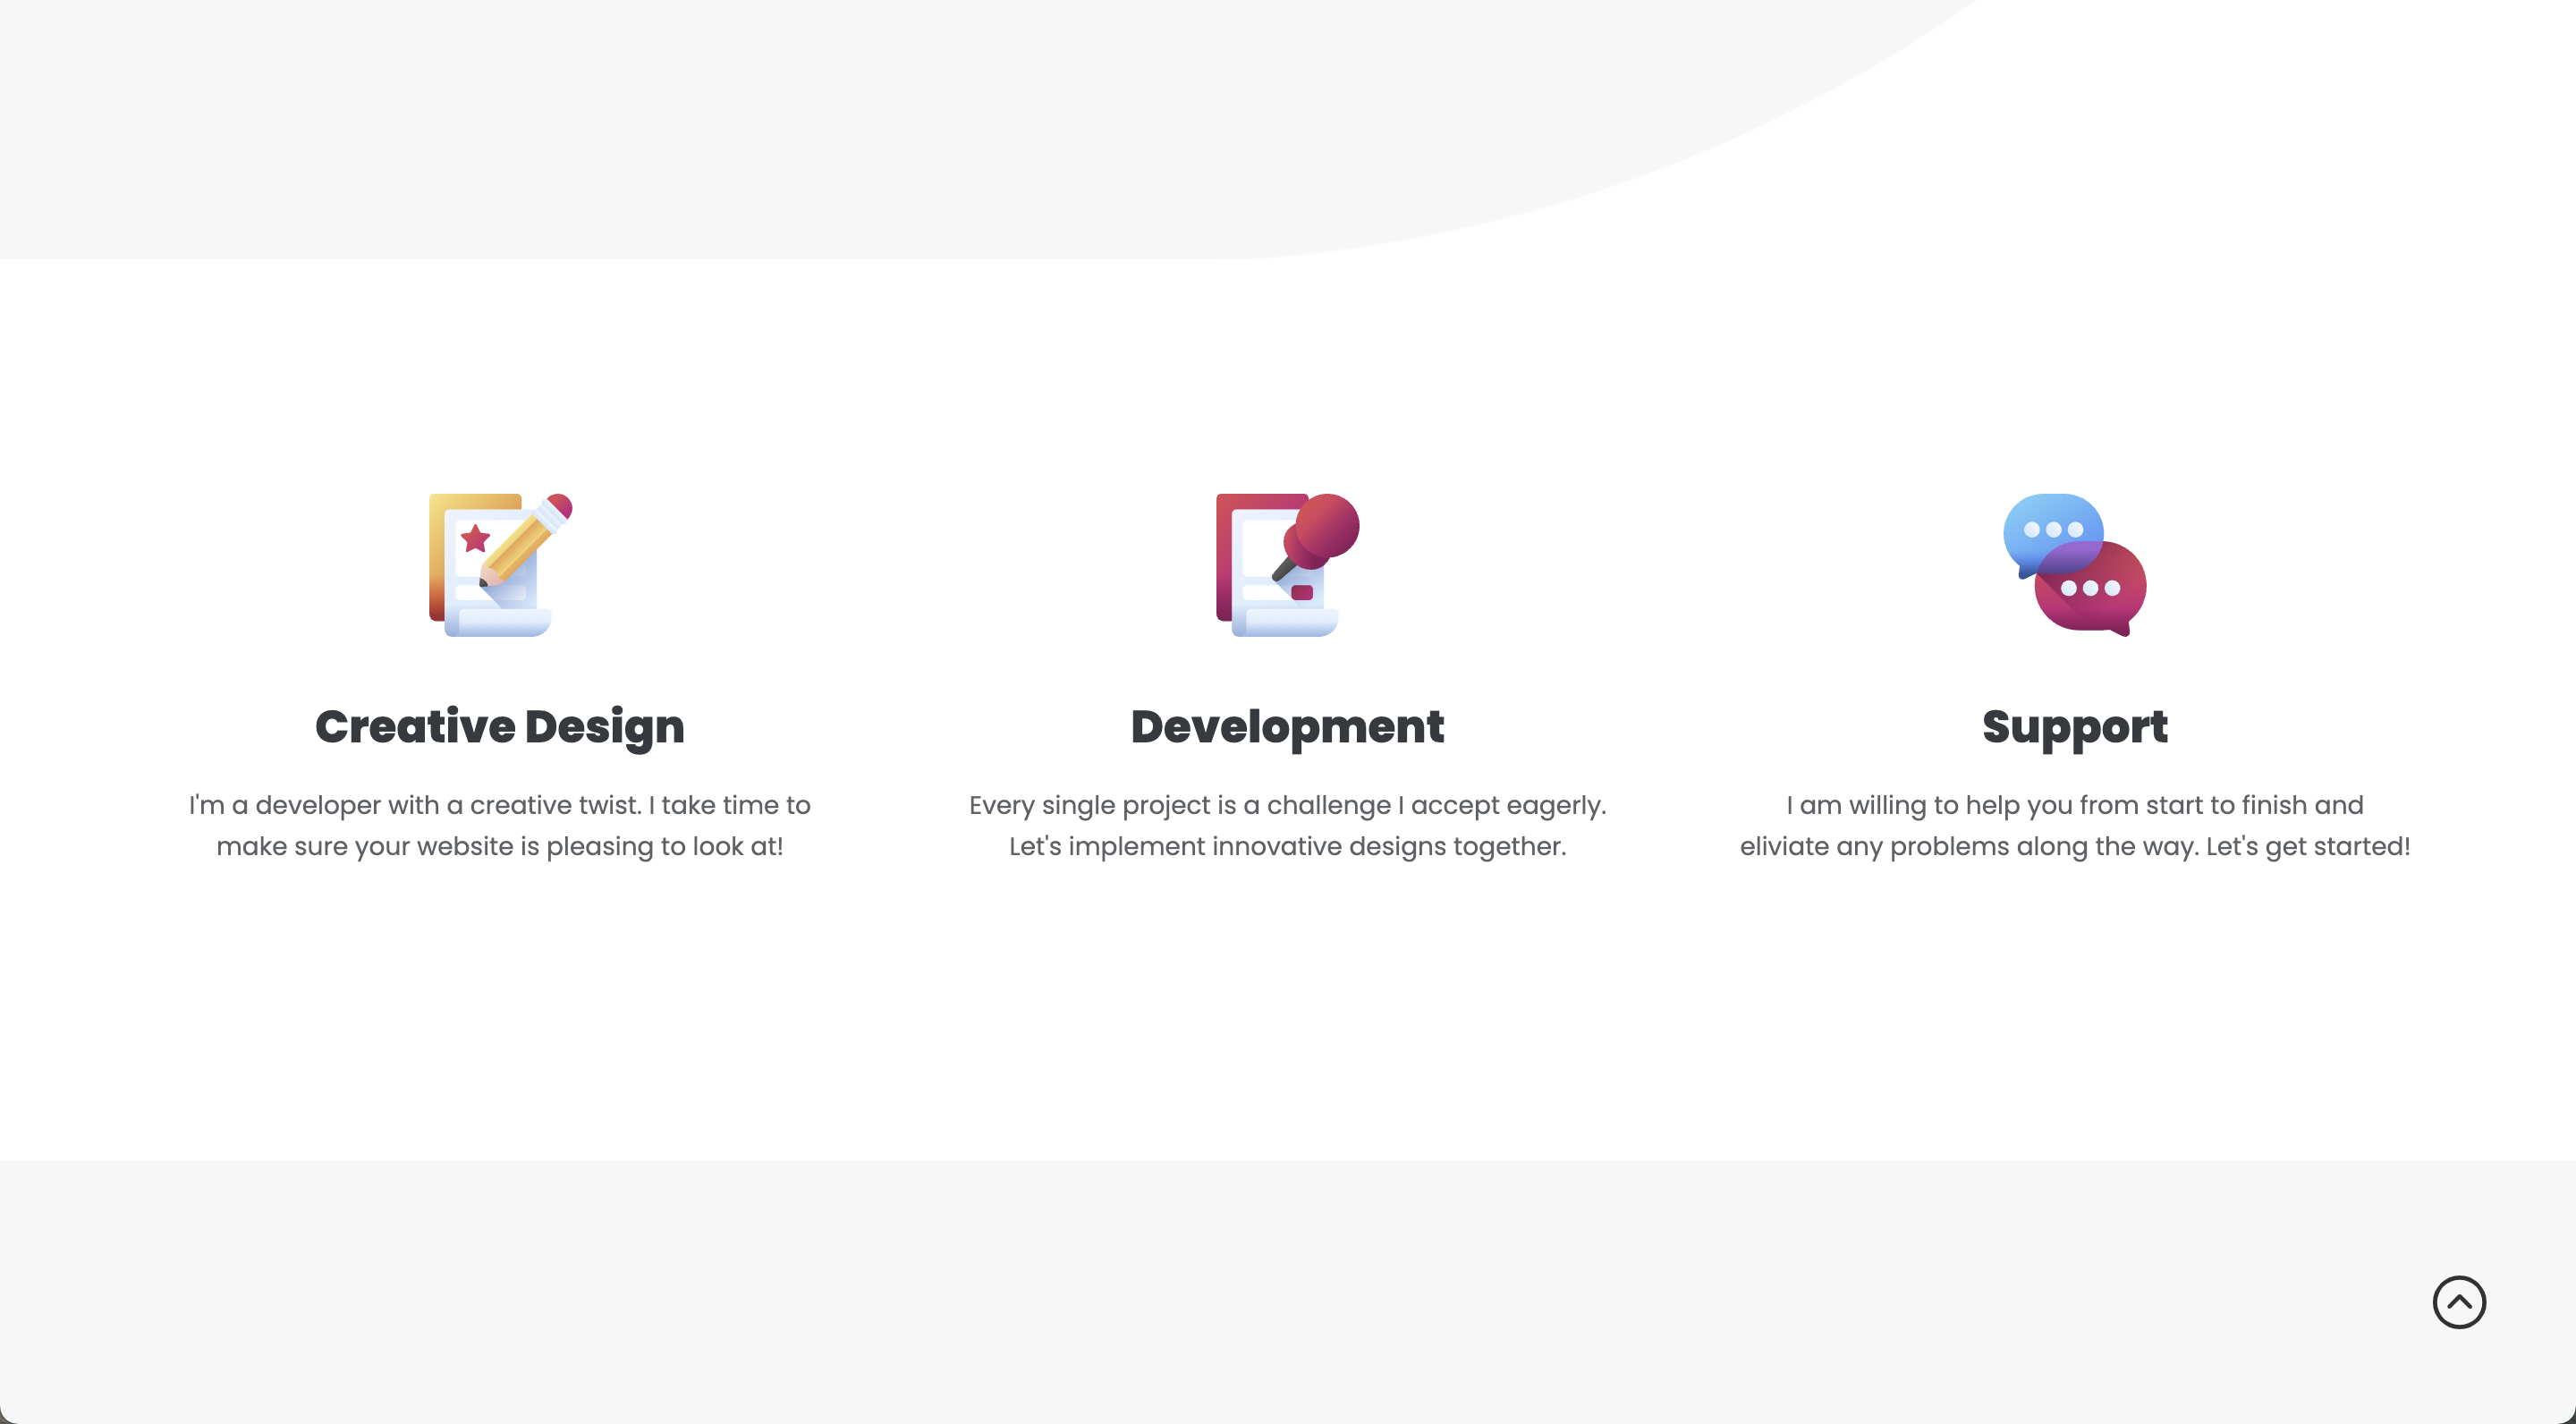 Creative Design
I'm a developer with a creative twist. I take time to
make sure your website is pleasing to look at!
Development
Every single project is a challenge I accept eagerly.
Let's implement innovative designs together.
Support
I am willing to help you from start to finish and
eliviate any problems along the way. Let's get started!